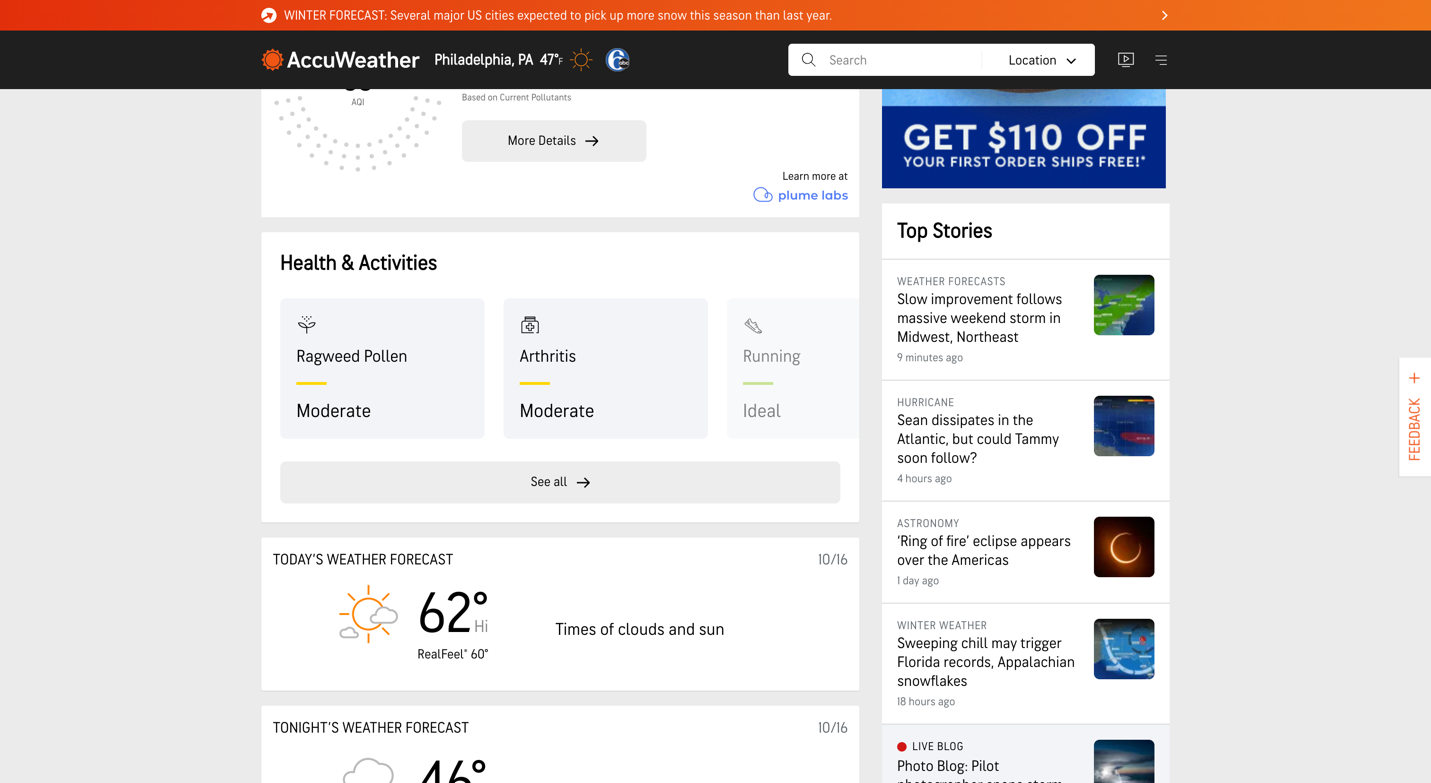 WINTER FORECAST: Several major US cities expected to pick up more snow this season than last year.
AccuWeather
Philadelphia, PA 47°F
6abc
Search
Location
AQI
Based on Current Pollutants
More Details
Learn more at
plume labs
Health & Activities
Ragweed Pollen
Moderate
Arthritis
Moderate
Running
Ideal
See all
TODAY'S WEATHER FORECAST
10/16
62°
Hi
RealFeel® 60°
Times of clouds and sun
TONIGHT'S WEATHER FORECAST
10/16
46°
GET $110 OFF
YOUR FIRST ORDER SHIPS FREE!*
Top Stories
WEATHER FORECASTS
Slow improvement follows
massive weekend storm in
Midwest, Northeast
9 minutes ago
HURRICANE
Sean dissipates in the
Atlantic, but could Tammy
soon follow?
4 hours ago
ASTRONOMY
‘Ring of fire’ eclipse appears
over the Americas
1 day ago
WINTER WEATHER
Sweeping chill may trigger
Florida records, Appalachian
snowflakes
18 hours ago
LIVE BLOG
Photo Blog: Pilot
FEEDBACK +